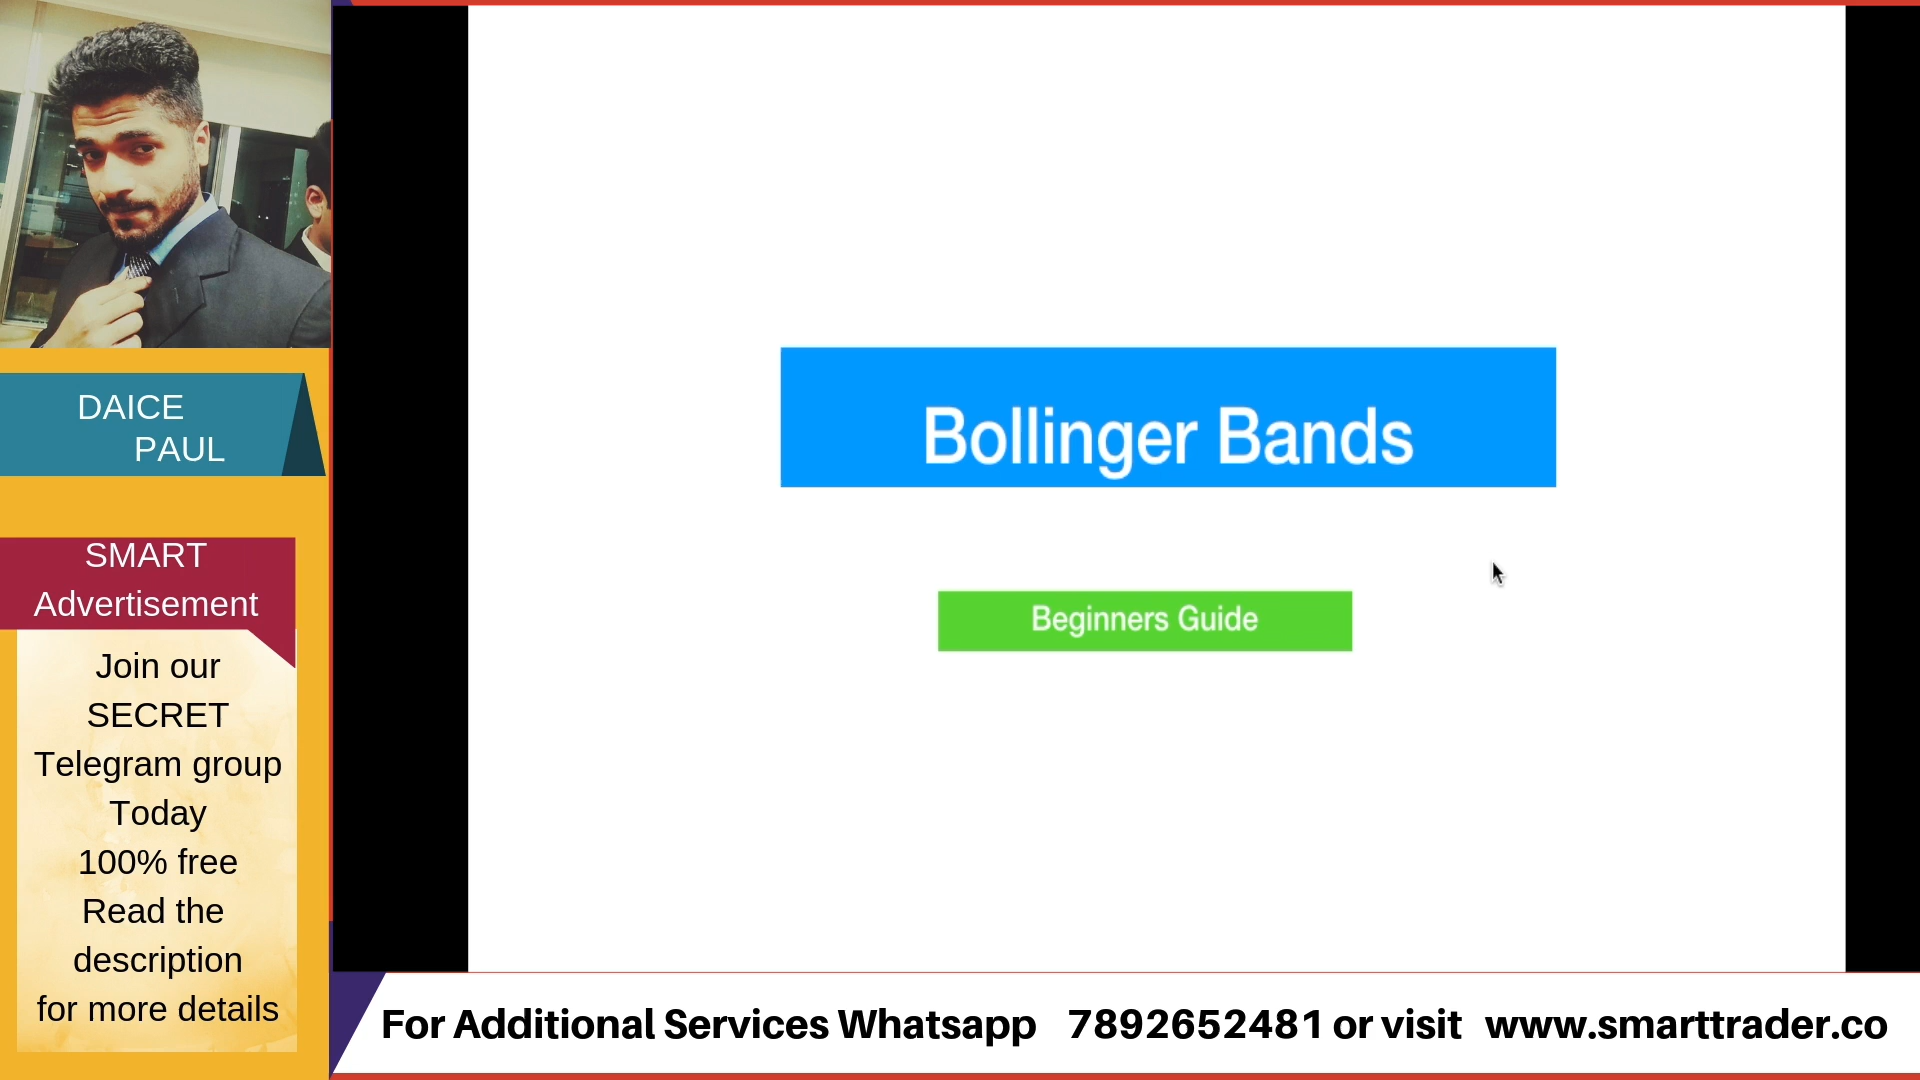 DAICE
PAUL
SMART
Advertisement
Join our
SECRET
Telegram group
Today
100% free
Read the
description
for more details
Bollinger Bands
Beginners Guide
For Additional Services Whatsapp 7892652481 or visit www.smarttrader.co